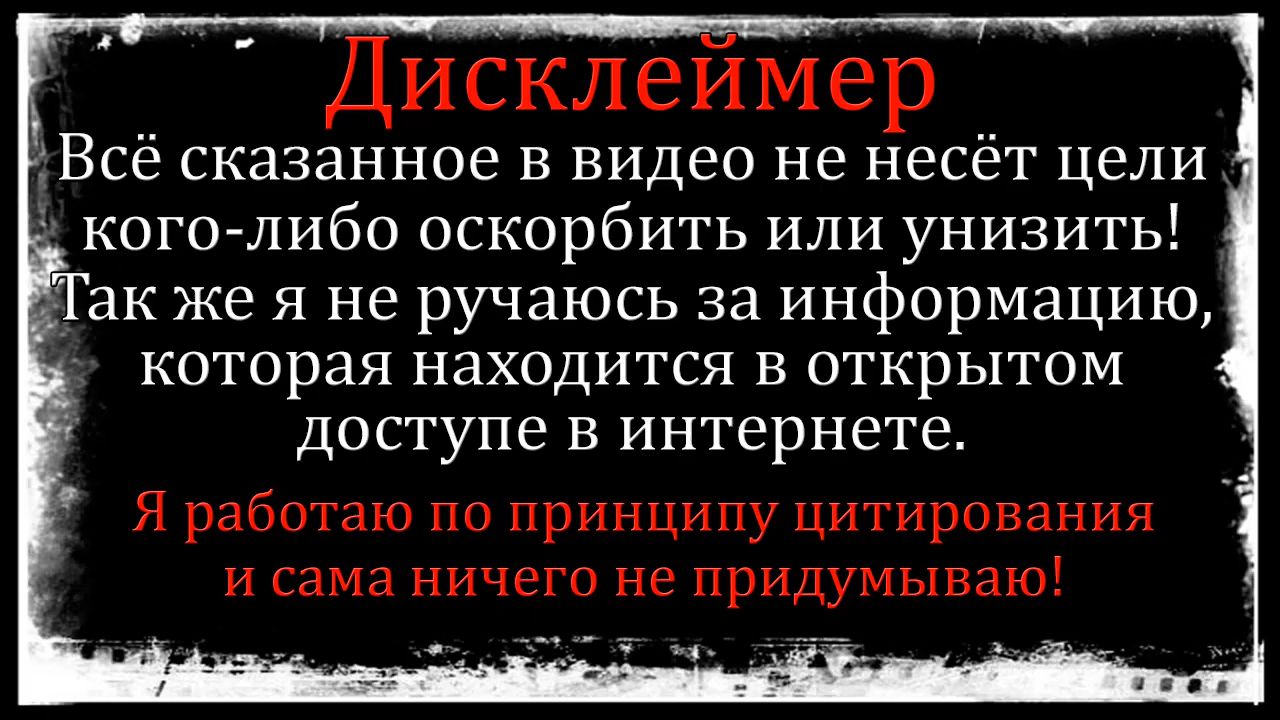 Дисклеймер
Всё сказанное в видео не несёт цели
кого-либо оскорбить или унизить!
Так же я не ручаюсь за информацию,
которая находится в открытом
доступе в интернете.
Я работаю по принципу цитирования
и сама ничего не придумываю!